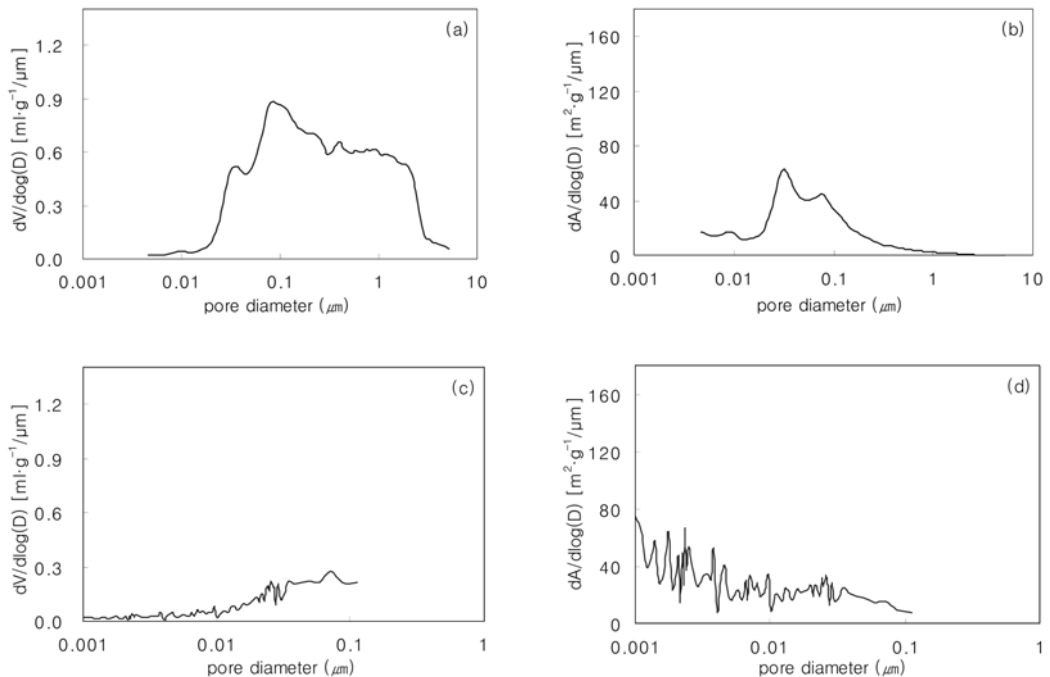 (a)
dV/dog(D) [ml·g⁻¹/μm]
1.2
0.9
0.6
0.3
0.0
0.001 0.01 0.1 1 10
pore diameter (㎛)
(b)
dA/dlog(D) [m²·g⁻¹/μm]
160
120
80
40
0
0.001 0.01 0.1 1 10
pore diameter (㎛)
(c)
dV/dlog(D) [ml·g⁻¹/μm]
1.2
0.9
0.6
0.3
0.0
0.001 0.01 0.1 1
pore diameter (㎛)
(d)
dA/dlog(D) [m²·g⁻¹/μm]
160
120
80
40
0
0.001 0.01 0.1 1
pore diameter (㎛)